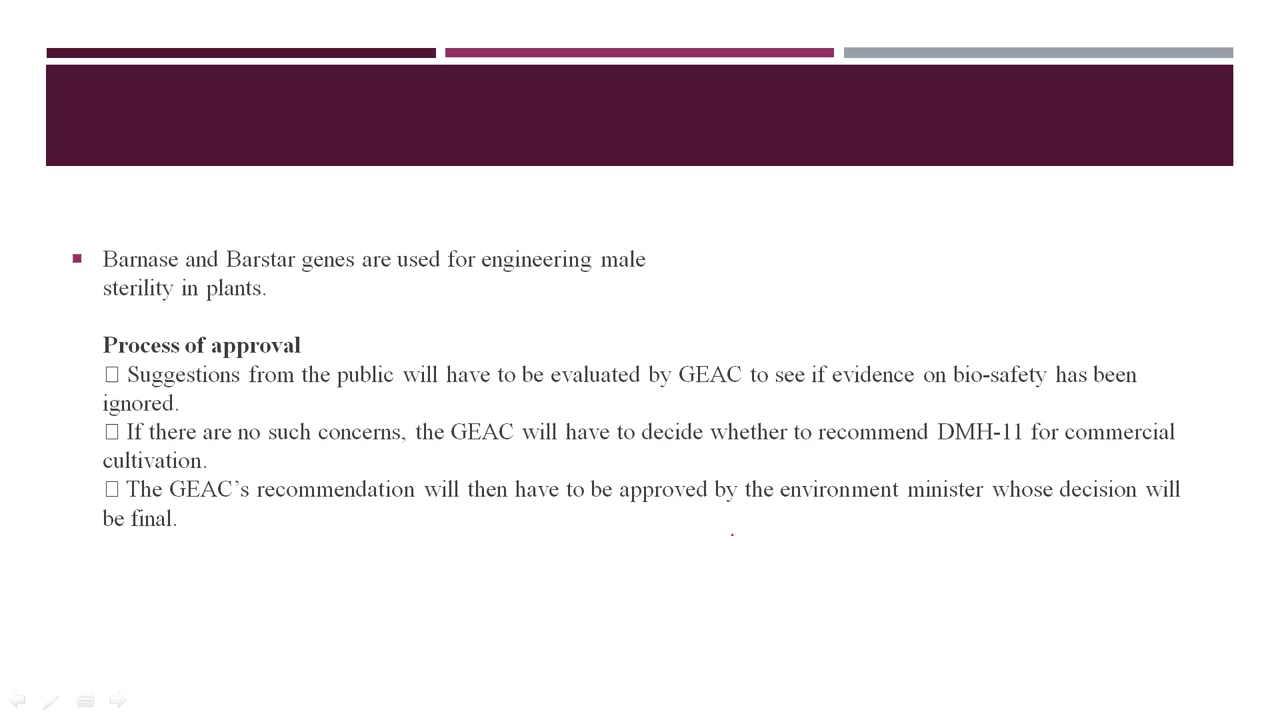 Barnase and Barstar genes are used for engineering male
sterility in plants.
Process of approval
□ Suggestions from the public will have to be evaluated by GEAC to see if evidence on bio-safety has been
ignored.
□ If there are no such concerns, the GEAC will have to decide whether to recommend DMH-11 for commercial
cultivation.
□ The GEAC’s recommendation will then have to be approved by the environment minister whose decision will
be final.